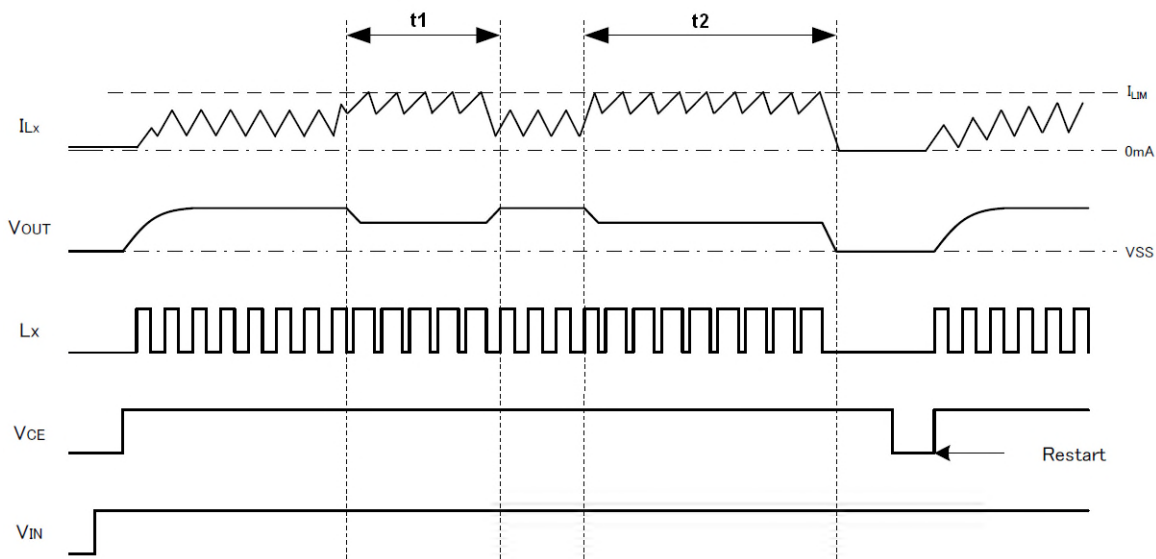 t1
t2
ILx
ILIM
0mA
VOUT
VSS
Lx
VCE
Restart
VIN